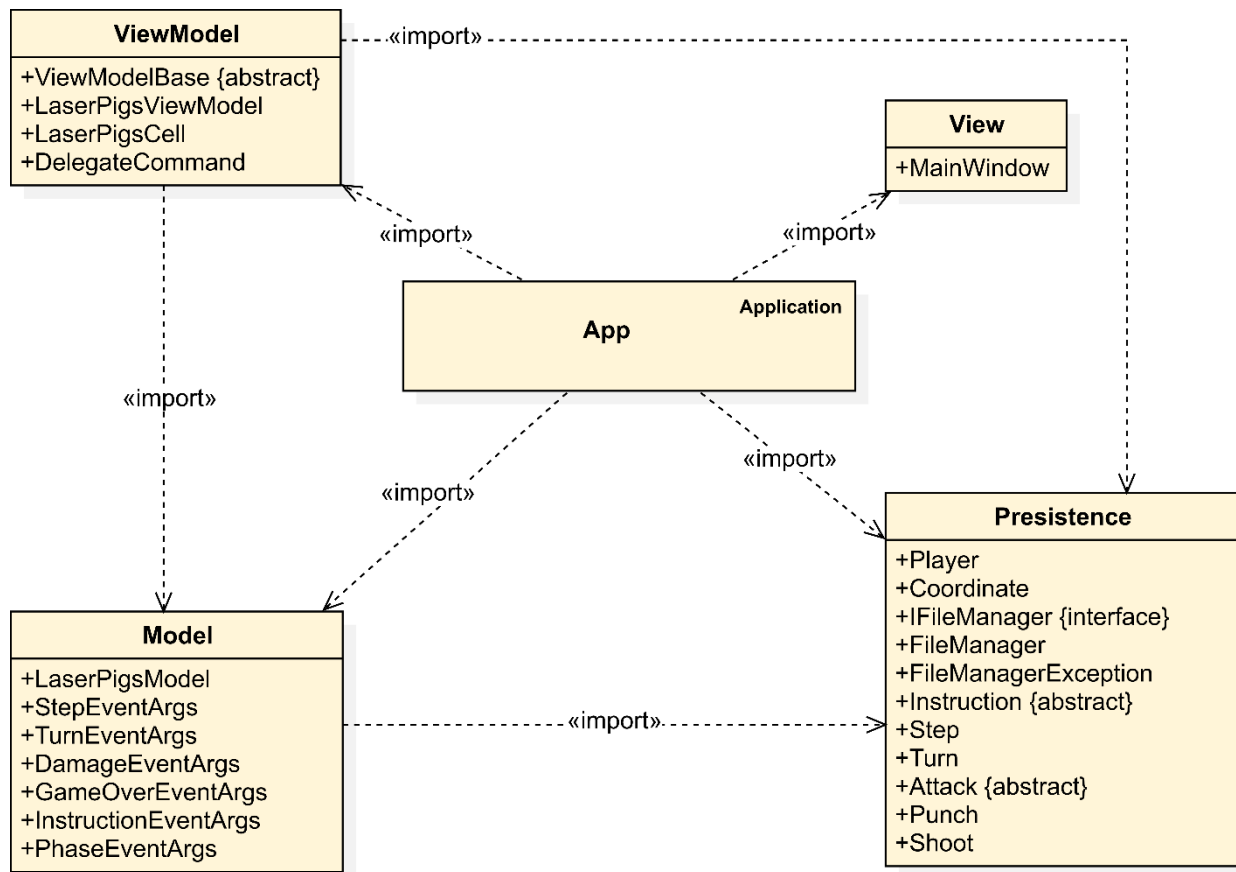 ViewModel
+ViewModelBase {abstract}
+LaserPigsViewModel
+LaserPigsCell
+DelegateCommand
«import»
View
+MainWindow
«import»
«import»
Application
App
«import»
«import»
«import»
Model
+LaserPigsModel
+StepEventArgs
+TurnEventArgs
+DamageEventArgs
+GameOverEventArgs
+InstructionEventArgs
+PhaseEventArgs
«import»
Presistence
+Player
+Coordinate
+IFileManager {interface}
+FileManager
+FileManagerException
+Instruction {abstract}
+Step
+Turn
+Attack {abstract}
+Punch
+Shoot